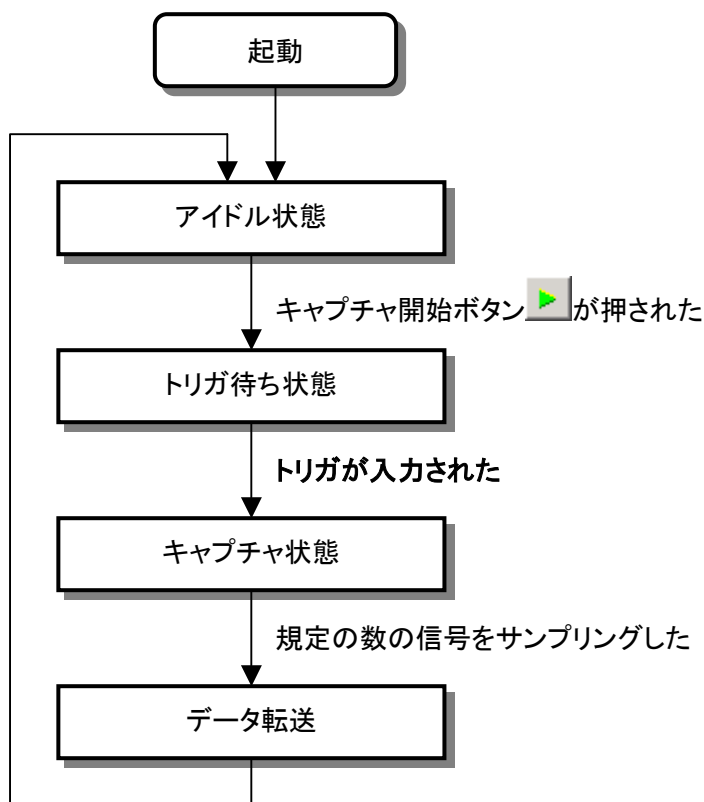 起動
アイドル状態
キャプチャ開始ボタンが押された
トリガ待ち状態
トリガが入力された
キャプチャ状態
規定の数の信号をサンプリングした
データ転送